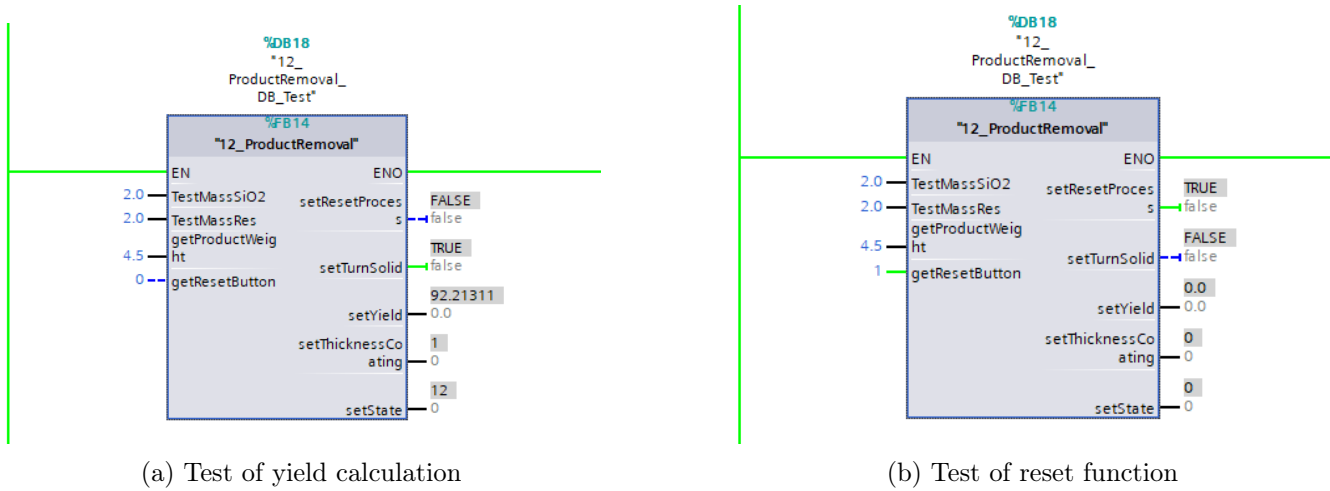 %DB18
"12_
ProductRemoval_
DB_Test"
%FB14
"12_ProductRemoval"
EN
ENO
2.0
TestMassSiO2
setResetProces
s
FALSE
false
2.0
TestMassRes
getProductWeig
ht
4.5
TRUE
setTurnSolid
false
0
getResetButton
92.21311
setYield
0.0
setThicknessCo
ating
1
0
12
setState
0
(a) Test of yield calculation
%DB18
"12_
ProductRemoval_
DB_Test"
%FB14
"12_ProductRemoval"
EN
ENO
2.0
TestMassSiO2
setResetProces
s
TRUE
false
2.0
TestMassRes
getProductWeig
ht
4.5
FALSE
setTurnSolid
false
1
getResetButton
0.0
setYield
0.0
setThicknessCo
ating
0
0
0
setState
0
(b) Test of reset function